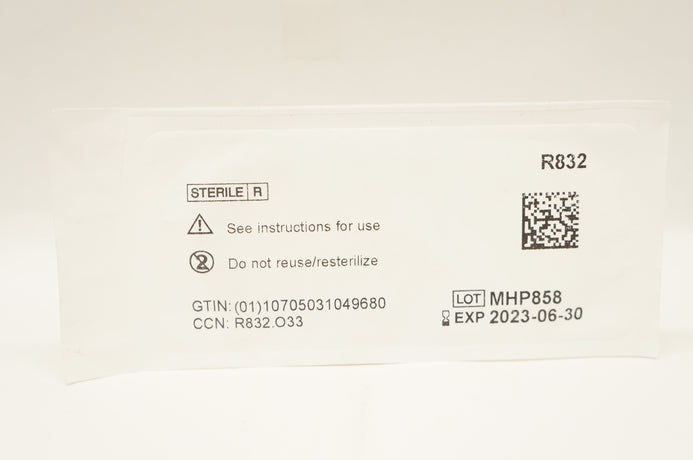 R832
STERILE R
See instructions for use
2 Do not reuse/resterilize
GTIN: (01)10705031049680
CCN: R832.O33
LOT MHP858
EXP 2023-06-30